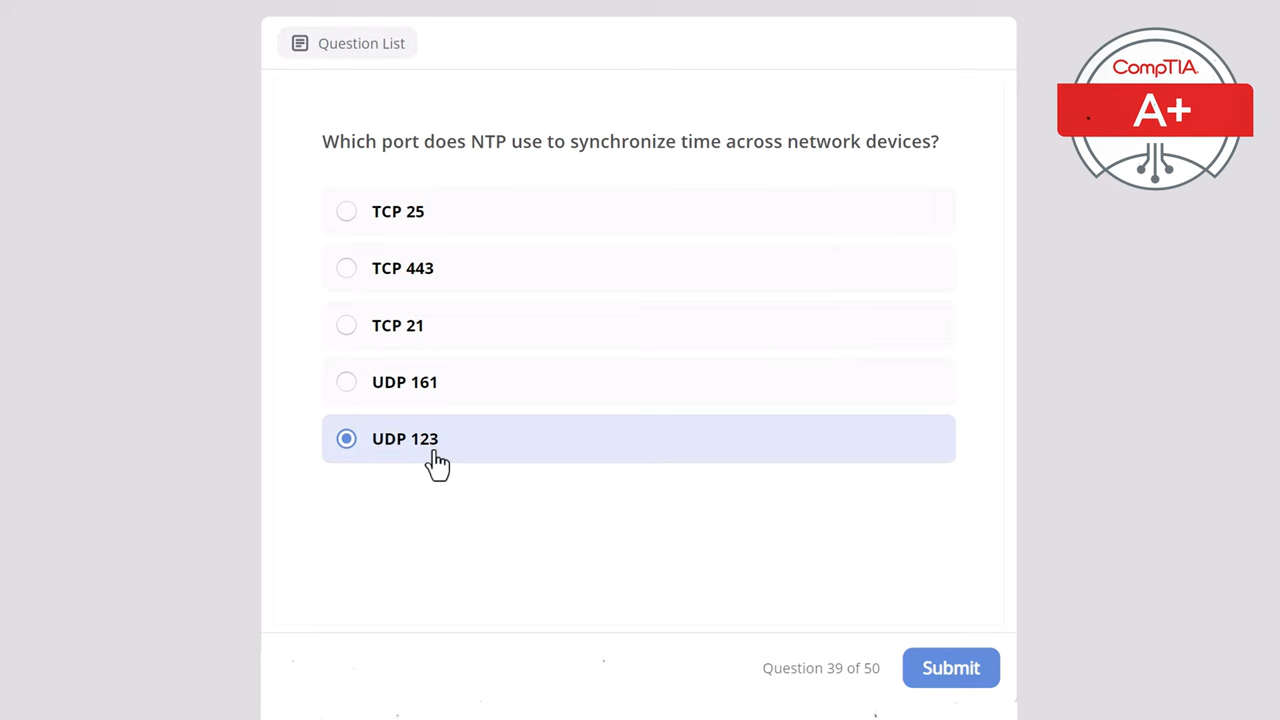 Question List
CompTIA.
A+
Which port does NTP use to synchronize time across network devices?
TCP 25
TCP 443
TCP 21
UDP 161
UDP 123
Question 39 of 50
Submit